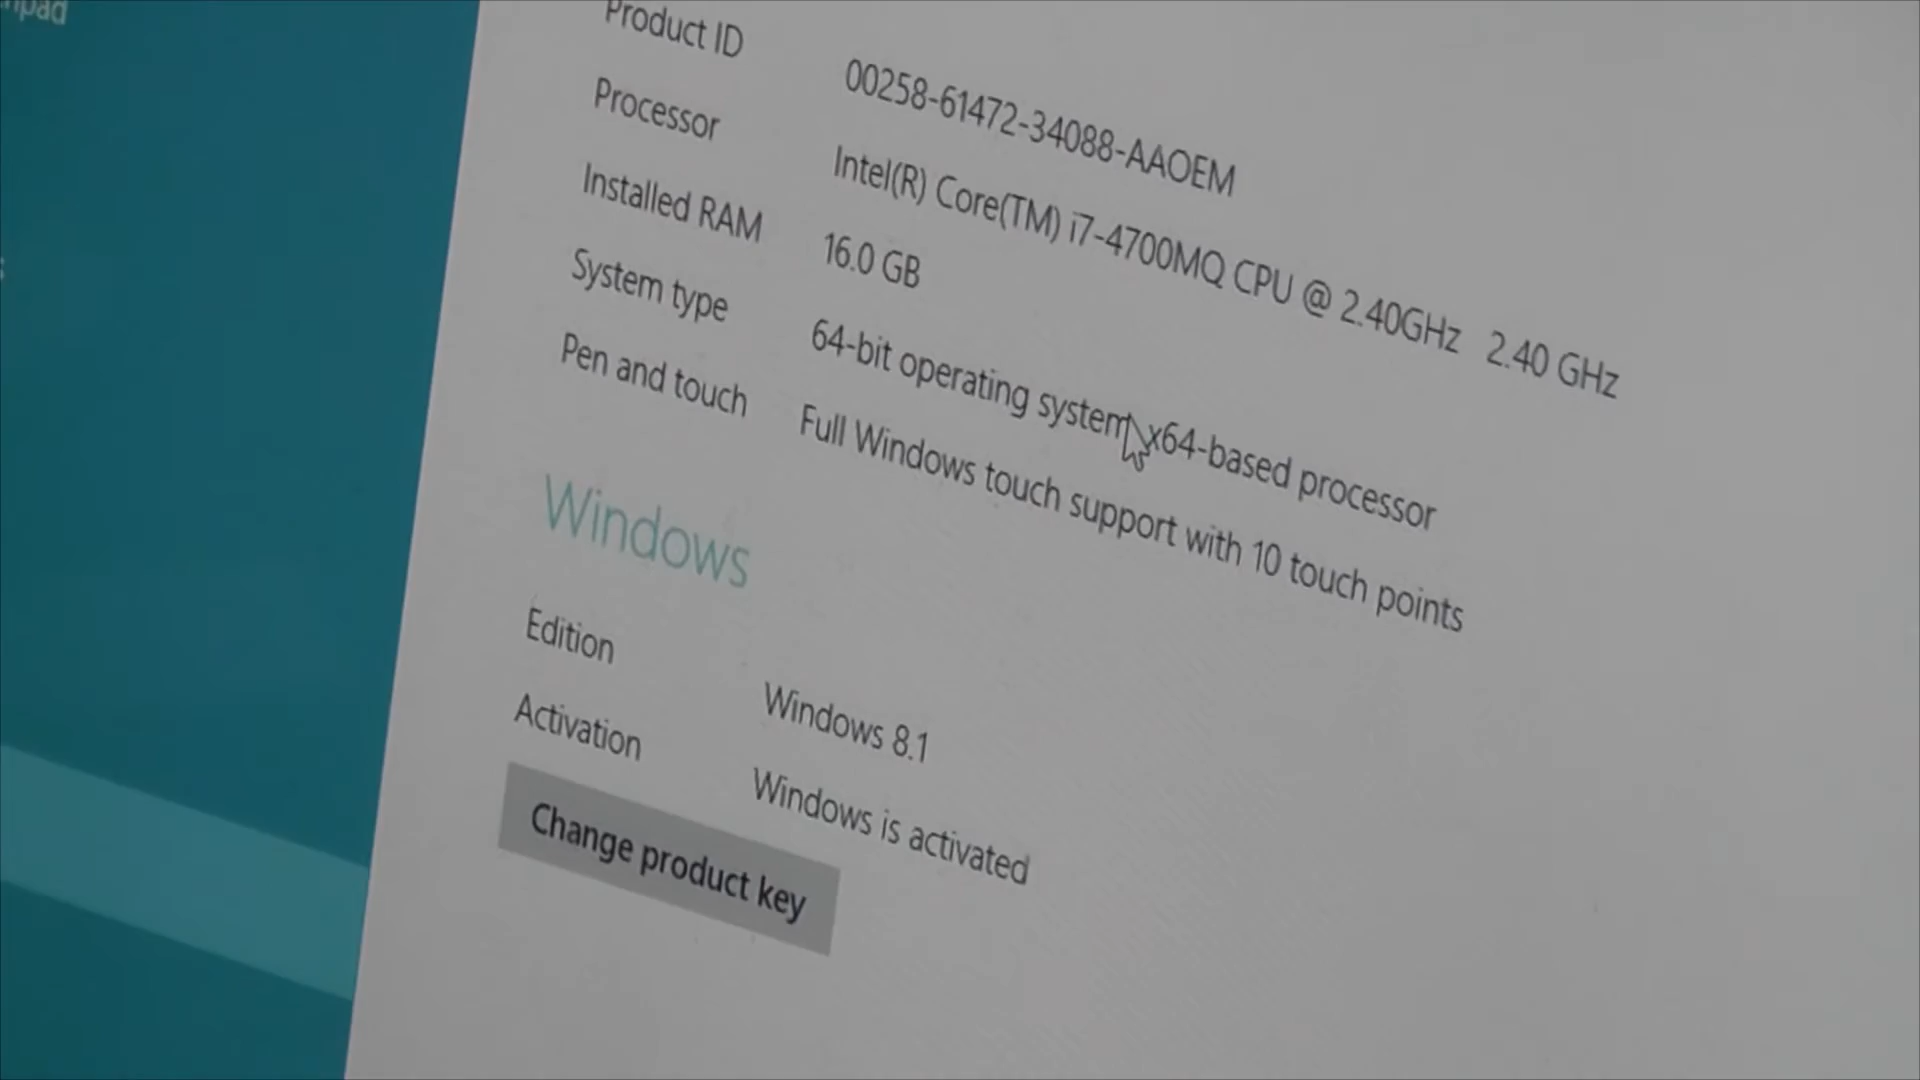 Product ID 00258-61472-34088-AAOEM
Processor Intel(R) Core(TM) i7-4700MQ CPU @ 2.40GHz 2.40 GHz
Installed RAM 16.0 GB
System type 64-bit operating system, x64-based processor
Pen and touch Full Windows touch support with 10 touch points
Windows
Edition Windows 8.1
Activation Windows is activated
Change product key